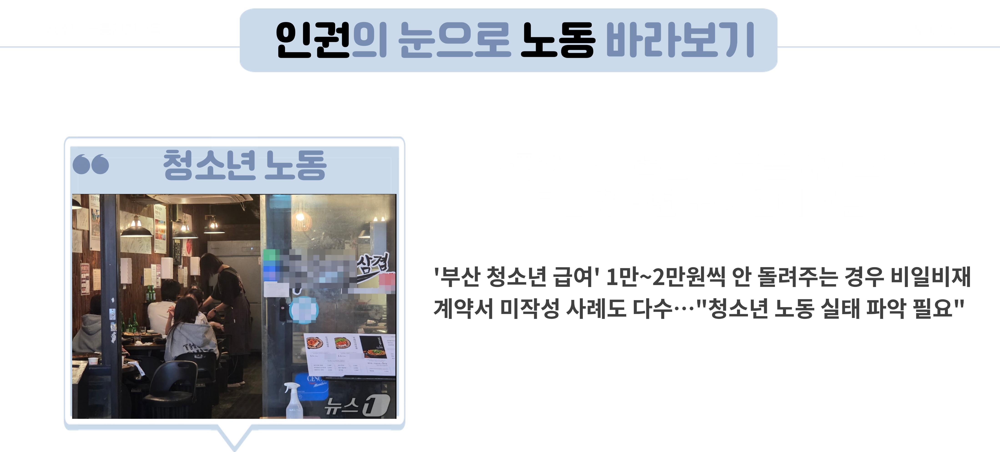 인권의 눈으로 노동 바라보기
청소년 노동
'부산 청소년 급여' 1만~2만원씩 안 돌려주는 경우 비일비재
계약서 미작성 사례도 다수…"청소년 노동 실태 파악 필요"
삼겹
Members
뉴스1